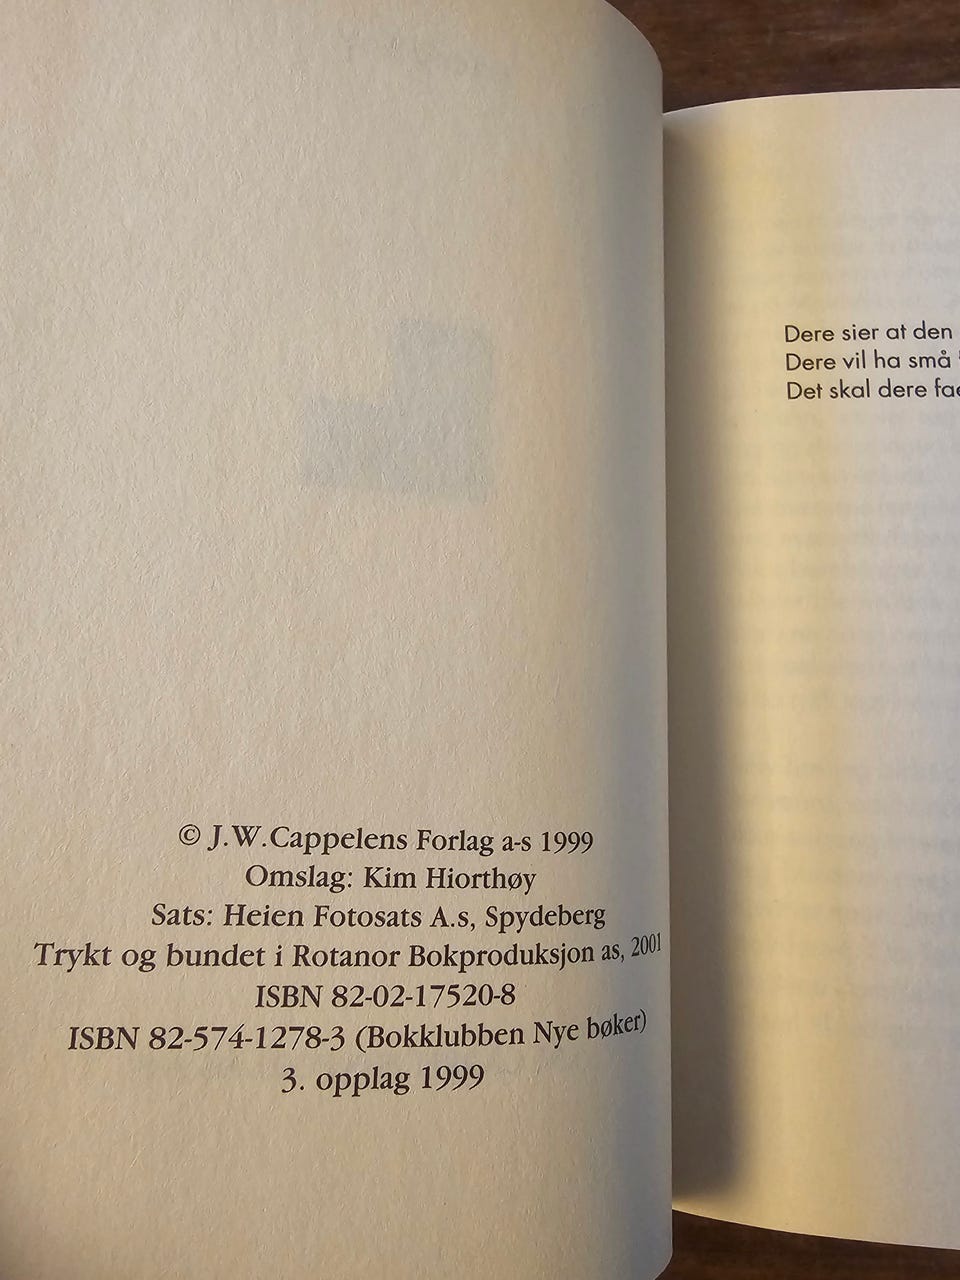 © J.W.Cappelens Forlag a-s 1999
Omslag: Kim Hiorthøy
Sats: Heien Fotosats A.s, Spydeberg
Trykt og bundet i Rotanor Bokproduksjon as, 2001
ISBN 82-02-17520-8
ISBN 82-574-1278-3 (Bokklubben Nye bøker)
3. opplag 1999
Dere sier at den
Dere vil ha små
Det skal dere